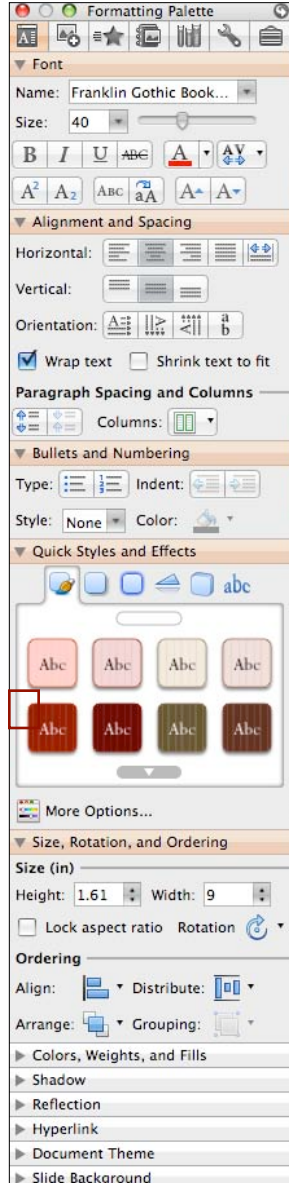 Formatting Palette
Font
Name: Franklin Gothic Book...
Size: 40
B I U ABC A AV
A² A₂ ABC aA A A
Alignment and Spacing
Horizontal:
Vertical:
Orientation: A a b
Wrap text Shrink text to fit
Paragraph Spacing and Columns
Columns:
Bullets and Numbering
Type: Indent:
Style: None Color:
Quick Styles and Effects
abc
Abc Abc Abc Abc
Abc Abc Abc Abc
More Options...
Size, Rotation, and Ordering
Size (in)
Height: 1.61 Width: 9
Lock aspect ratio Rotation
Ordering
Align: Distribute:
Arrange: Grouping:
Colors, Weights, and Fills
Shadow
Reflection
Hyperlink
Document Theme
Slide Background